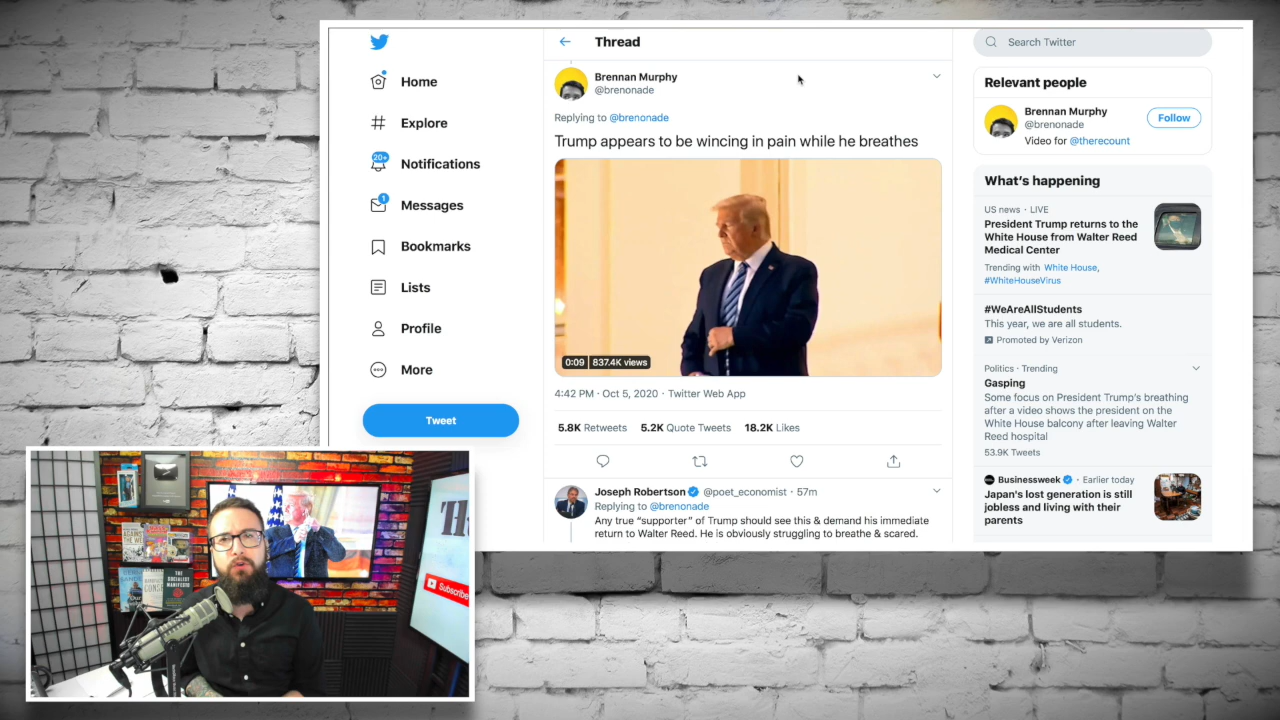 Home
Explore
20+
Notifications
1
Messages
Bookmarks
Lists
Profile
More
Tweet
Thread
Brennan Murphy
@brenonade
Replying to @brenonade
Trump appears to be wincing in pain while he breathes
0:09 837.4K views
4:42 PM · Oct 5, 2020 · Twitter Web App
5.8K Retweets 5.2K Quote Tweets 18.2K Likes
Joseph Robertson @poet_economist · 57m
Replying to @brenonade
Any true “supporter” of Trump should see this & demand his immediate
return to Walter Reed. He is obviously struggling to breathe & scared.
Search Twitter
Relevant people
Brennan Murphy
@brenonade
Follow
Video for @therecount
What’s happening
US news · LIVE
President Trump returns to the
White House from Walter Reed
Medical Center
Trending with White House,
#WhiteHouseVirus
#WeAreAllStudents
This year, we are all students.
Promoted by Verizon
Politics · Trending
Gasping
Some focus on President Trump’s breathing
after a video shows the president on the
White House balcony after leaving Walter
Reed hospital
53.9K Tweets
Businessweek · Earlier today
Japan’s lost generation is still
jobless and living with their
parents
THE
SOCIALIST
MANIFESTO
Subscribe